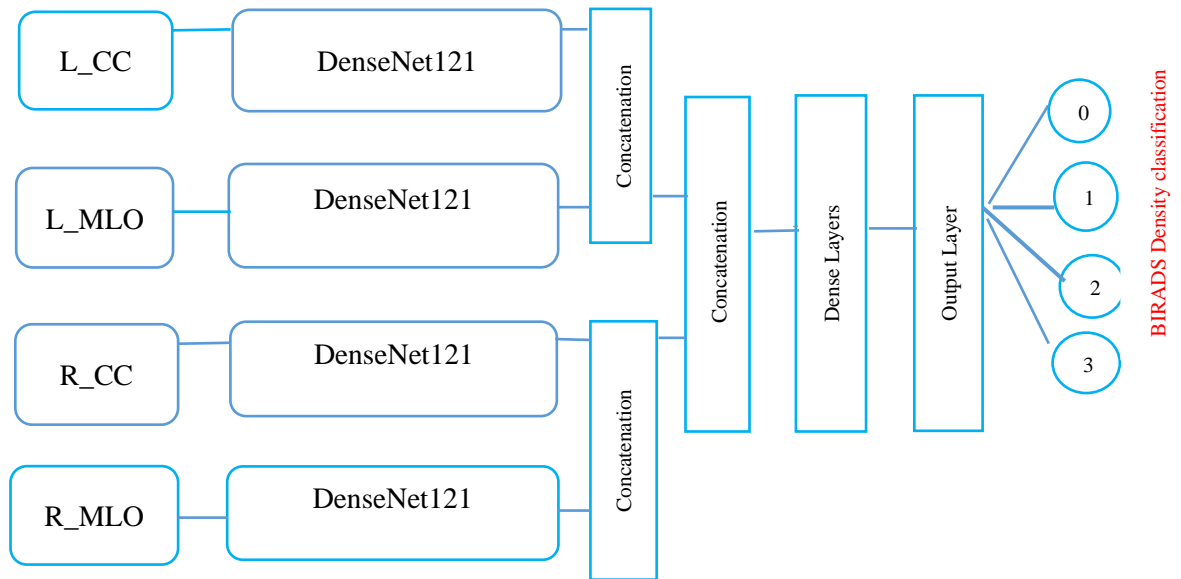 L_CC
DenseNet121
L_MLO
DenseNet121
R_CC
DenseNet121
R_MLO
DenseNet121
Concatenation
Concatenation
Concatenation
Dense Layers
Output Layer
0
1
2
3
BIRADS Density classification